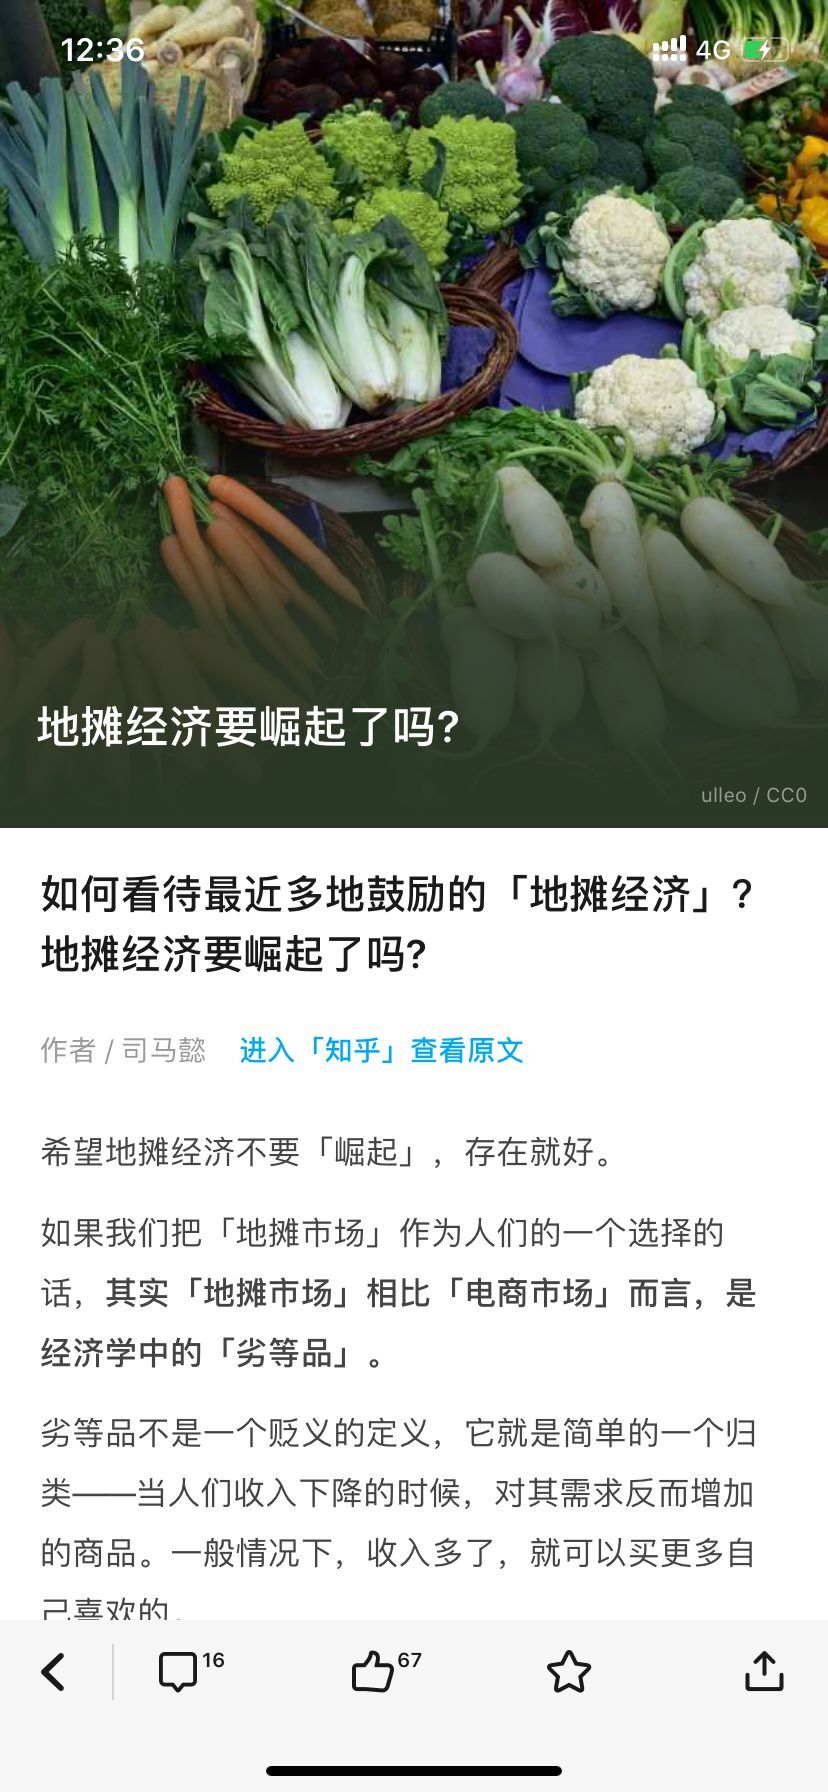 12:36
4G
地摊经济要崛起了吗?
ulleo / CC0
如何看待最近多地鼓励的「地摊经济」?
地摊经济要崛起了吗?
作者 / 司马懿 进入「知乎」查看原文
希望地摊经济不要「崛起」，存在就好。
如果我们把「地摊市场」作为人们的一个选择的
话，其实「地摊市场」相比「电商市场」而言，是
经济学中的「劣等品」。
劣等品不是一个贬义的定义，它就是简单的一个归
类——当人们收入下降的时候，对其需求反而增加
的商品。一般情况下，收入多了，就可以买更多自
己喜欢的。
16
67